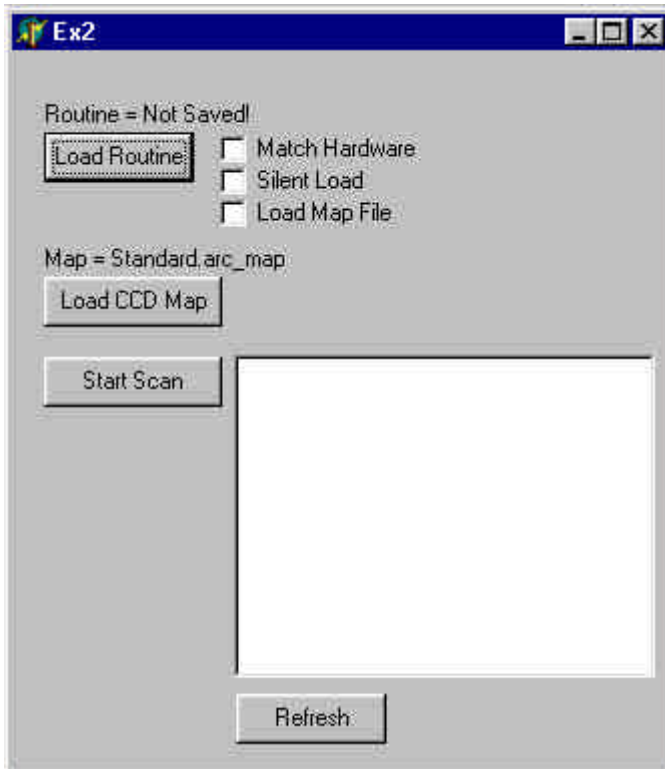 Ex2
Routine = Not Saved!
Load Routine
Match Hardware
Silent Load
Load Map File
Map = Standard.arc_map
Load CCD Map
Start Scan
Refresh